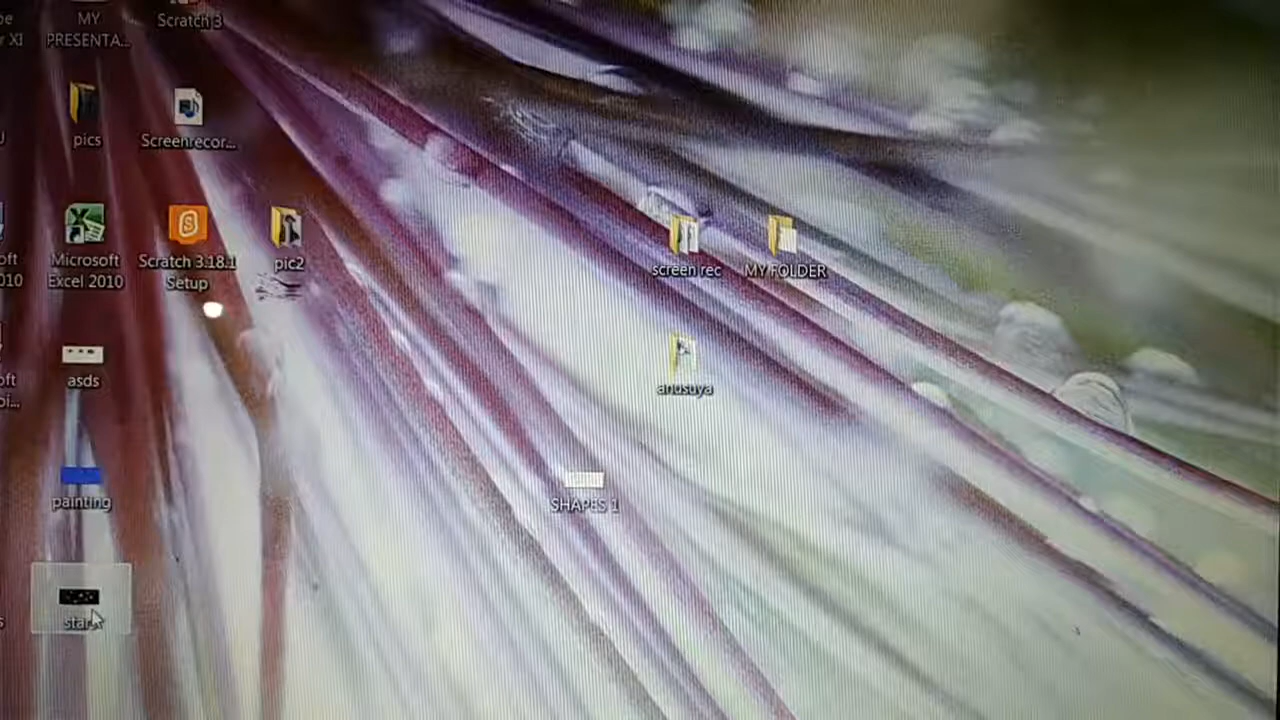 XI
MY
PRESENTA...
Scratch 3
pics
Screenrecor...
Microsoft
Excel 2010
Scratch 3.18.1
Setup
pic2
screen rec
MY FOLDER
asds
anusuya
painting
SHAPES 1